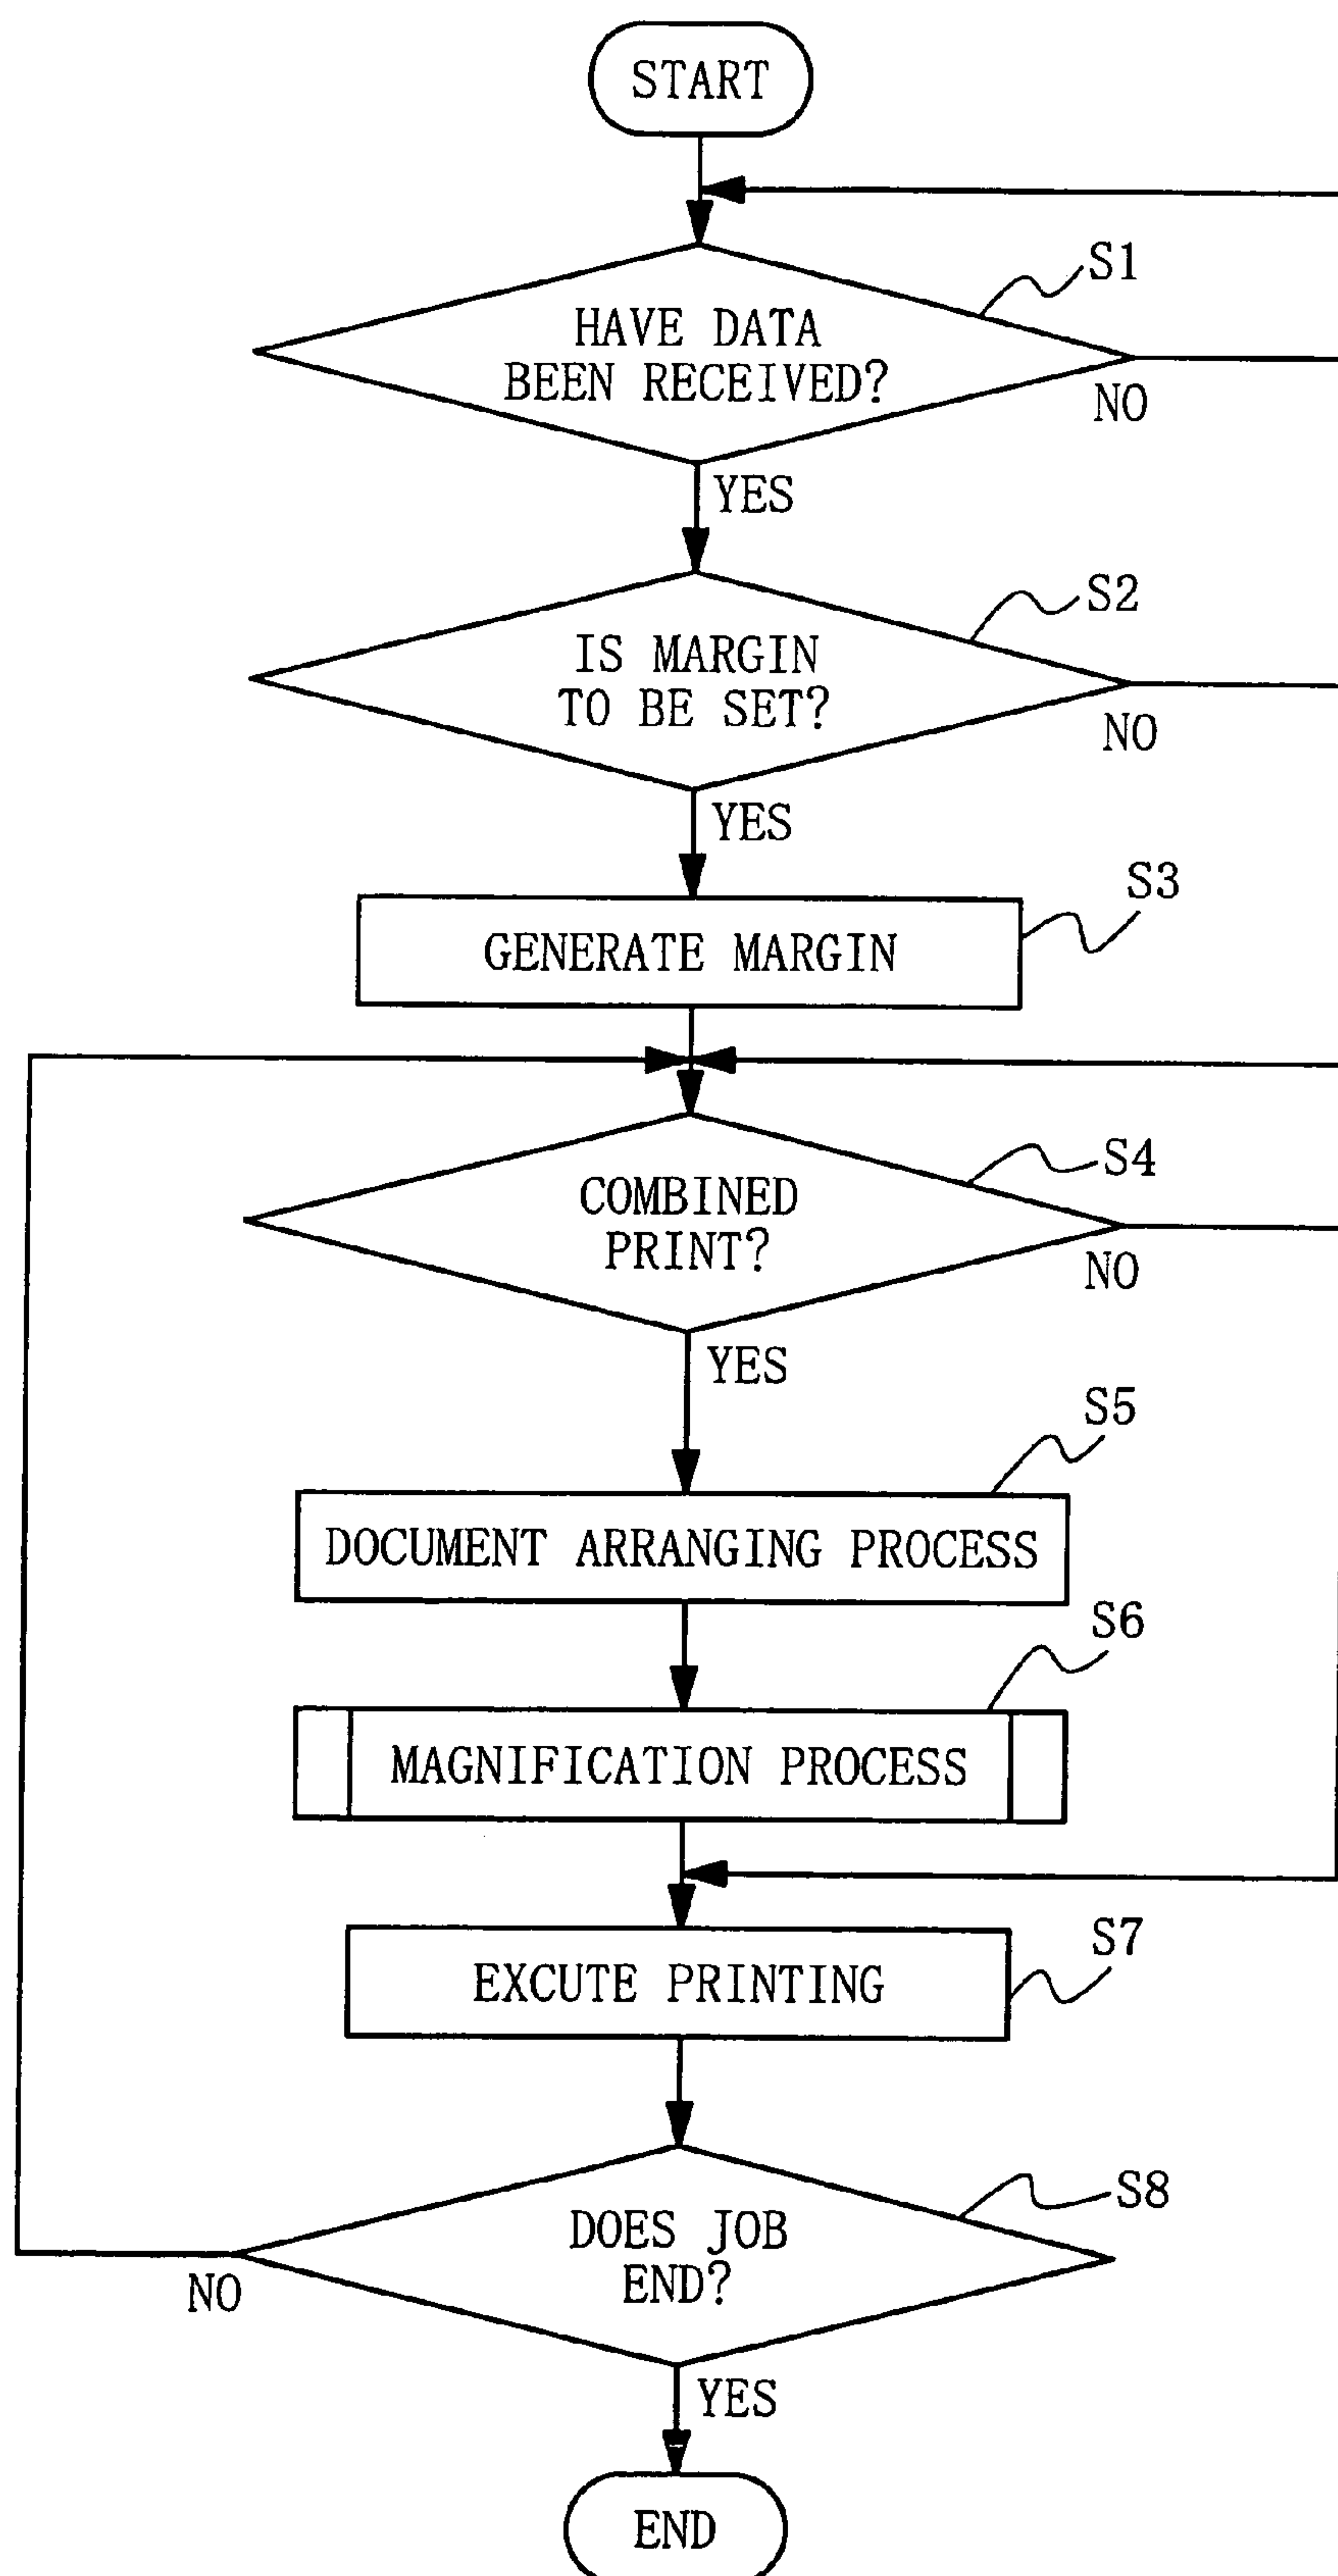 START
S1
HAVE DATA
BEEN RECEIVED?
NO
YES
S2
IS MARGIN
TO BE SET?
NO
YES
S3
GENERATE MARGIN
S4
COMBINED
PRINT?
NO
YES
S5
DOCUMENT ARRANGING PROCESS
S6
MAGNIFICATION PROCESS
S7
EXCUTE PRINTING
S8
DOES JOB
END?
NO
YES
END